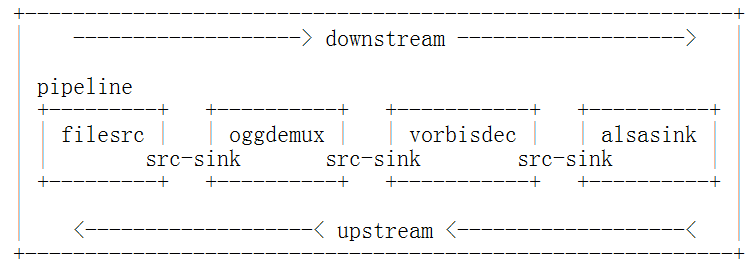 +-----------------------------------------------------------+
| -------------------> downstream -------------------> |
pipeline
+---------+ +----------+ +-----------+ +----------+
| filesrc | | oggdemux | | vorbisdec | | alsasink |
src-sink src-sink src-sink
+---------+ +----------+ +-----------+ +----------+
<-------------------< upstream <-------------------<
+-----------------------------------------------------------+